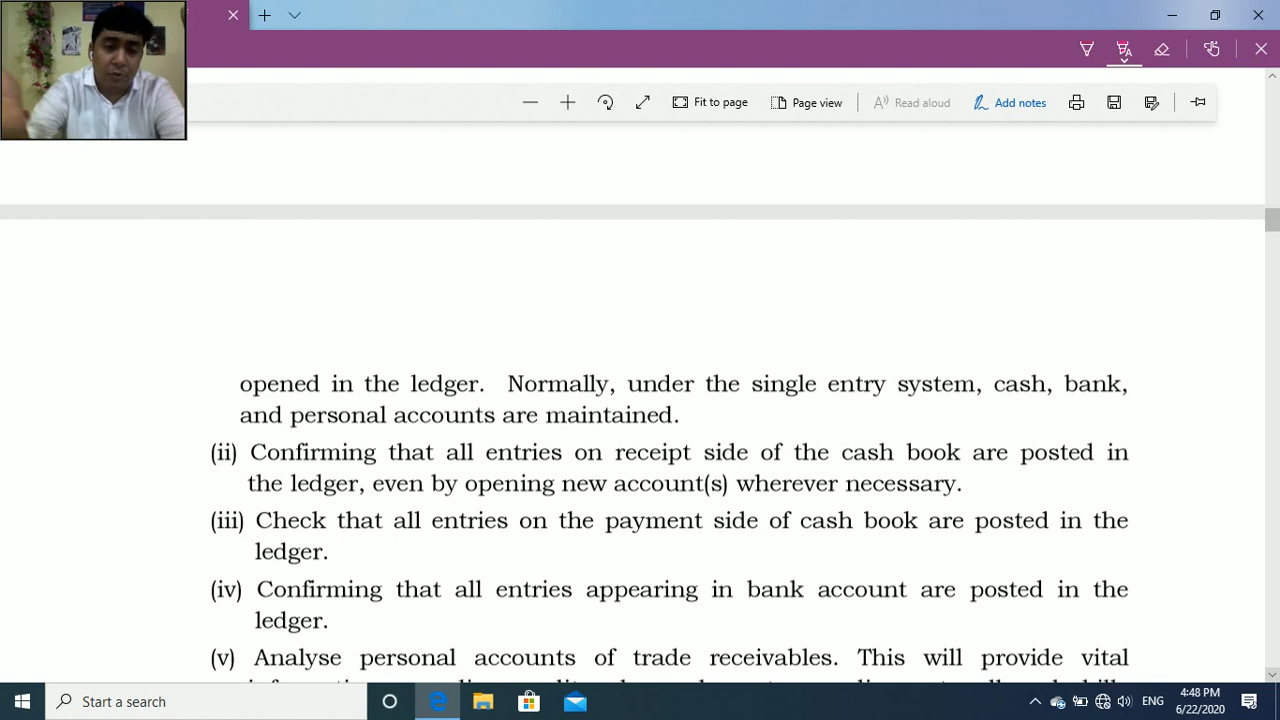 Fit to page
Page view
Read aloud
Add notes
opened in the ledger. Normally, under the single entry system, cash, bank,
and personal accounts are maintained.
(ii) Confirming that all entries on receipt side of the cash book are posted in
the ledger, even by opening new account(s) wherever necessary.
(iii) Check that all entries on the payment side of cash book are posted in the
ledger.
(iv) Confirming that all entries appearing in bank account are posted in the
ledger.
(v) Analyse personal accounts of trade receivables. This will provide vital
Start a search
ENG
4:48 PM
6/22/2020